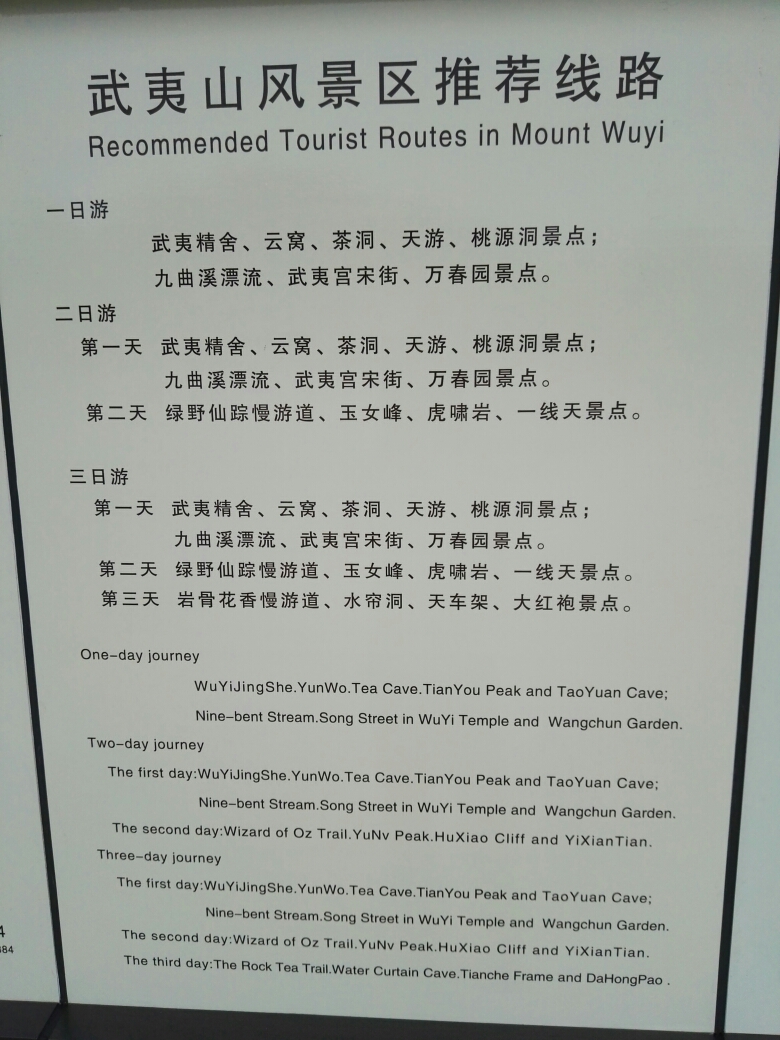 武夷山风景区推荐线路
Recommended Tourist Routes in Mount Wuyi
一日游
武夷精舍、云窝、茶洞、天游、桃源洞景点；
九曲溪漂流、武夷宫宋街、万春园景点。
二日游
第一天 武夷精舍、云窝、茶洞、天游、桃源洞景点；
九曲溪漂流、武夷宫宋街、万春园景点。
第二天 绿野仙踪慢游道、玉女峰、虎啸岩、一线天景点。
三日游
第一天 武夷精舍、云窝、茶洞、天游、桃源洞景点；
九曲溪漂流、武夷宫宋街、万春园景点。
第二天 绿野仙踪慢游道、玉女峰、虎啸岩、一线天景点。
第三天 岩骨花香慢游道、水帘洞、天车架、大红袍景点。
One-day journey
WuYiJingShe.YunWo.Tea Cave.TianYou Peak and TaoYuan Cave;
Nine-bent Stream.Song Street in WuYi Temple and Wangchun Garden.
Two-day journey
The first day:WuYiJingShe.YunWo.Tea Cave.TianYou Peak and TaoYuan Cave;
Nine-bent Stream.Song Street in WuYi Temple and Wangchun Garden.
The second day:Wizard of Oz Trail.YuNv Peak.HuXiao Cliff and YiXianTian.
Three-day journey
The first day:WuYiJingShe.YunWo.Tea Cave.TianYou Peak and TaoYuan Cave;
Nine-bent Stream.Song Street in WuYi Temple and Wangchun Garden.
The second day:Wizard of Oz Trail.YuNv Peak.HuXiao Cliff and YiXianTian.
The third day:The Rock Tea Trail.Water Curtain Cave.Tianche Frame and DaHongPao .